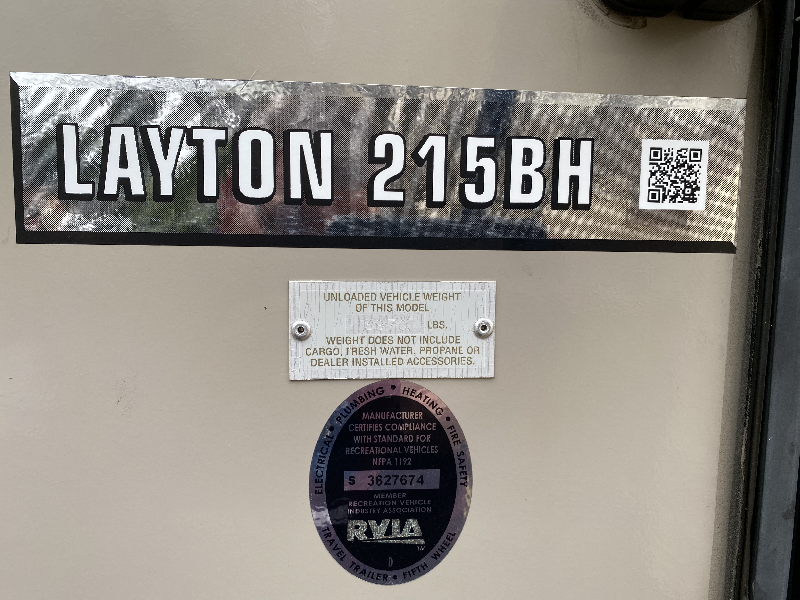 LAYTON 215BH
UNLOADED VEHICLE WEIGHT
OF THIS MODEL
LBS.
WEIGHT DOES NOT INCLUDE
CARGO, FRESH WATER, PROPANE OR
DEALER INSTALLED ACCESSORIES.
ELECTRICAL • PLUMBING • HEATING • FIRE SAFETY
MANUFACTURER
CERTIFIES COMPLIANCE
WITH STANDARD FOR
RECREATIONAL VEHICLES
NFPA 1192
S 3627674
MEMBER
RECREATION VEHICLE
INDUSTRY ASSOCIATION
RVIA
TM
D
TRAVEL TRAILER • FIFTH WHEEL